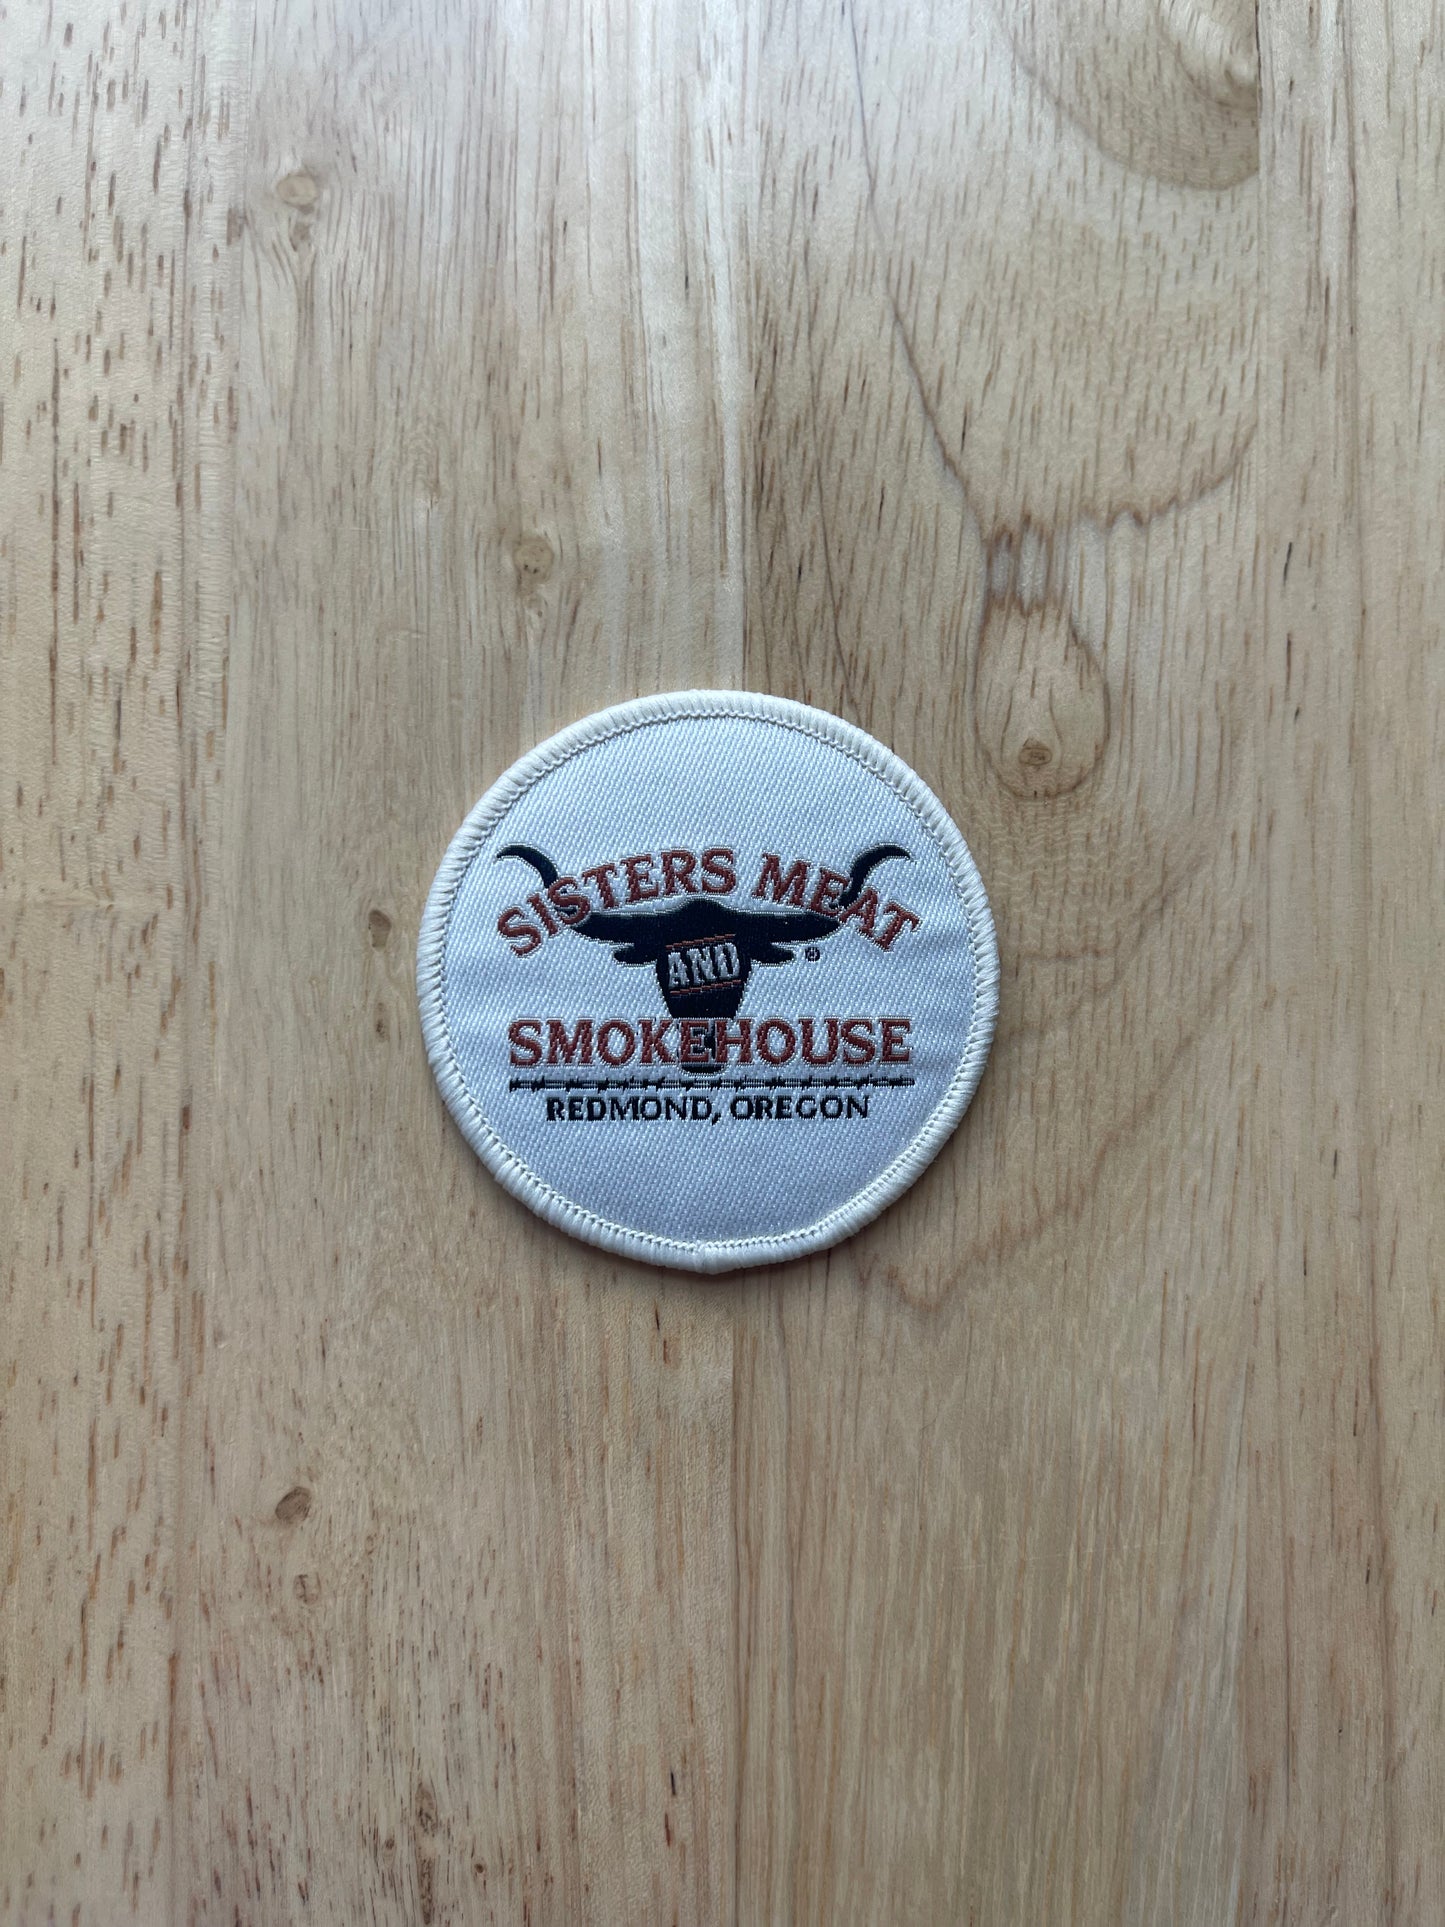 SISTERS MEAT
AND ®
SMOKEHOUSE
REDMOND, OREGON